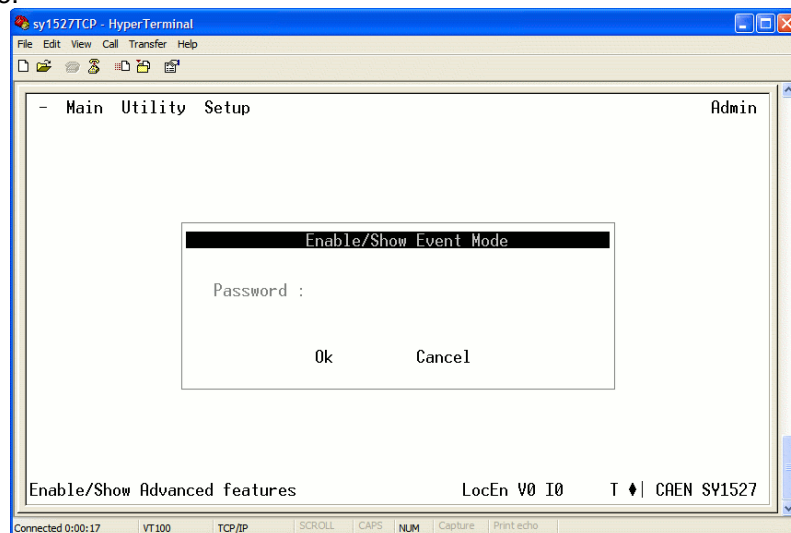 sy1527TCP - HyperTerminal
File Edit View Call Transfer Help
- Main Utility Setup Admin
Enable/Show Event Mode
Password :
Ok Cancel
Enable/Show Advanced features LocEn V0 I0 T ♦| CAEN SY1527
Connected 0:00:17 VT100 TCP/IP SCROLL CAPS NUM Capture Print echo